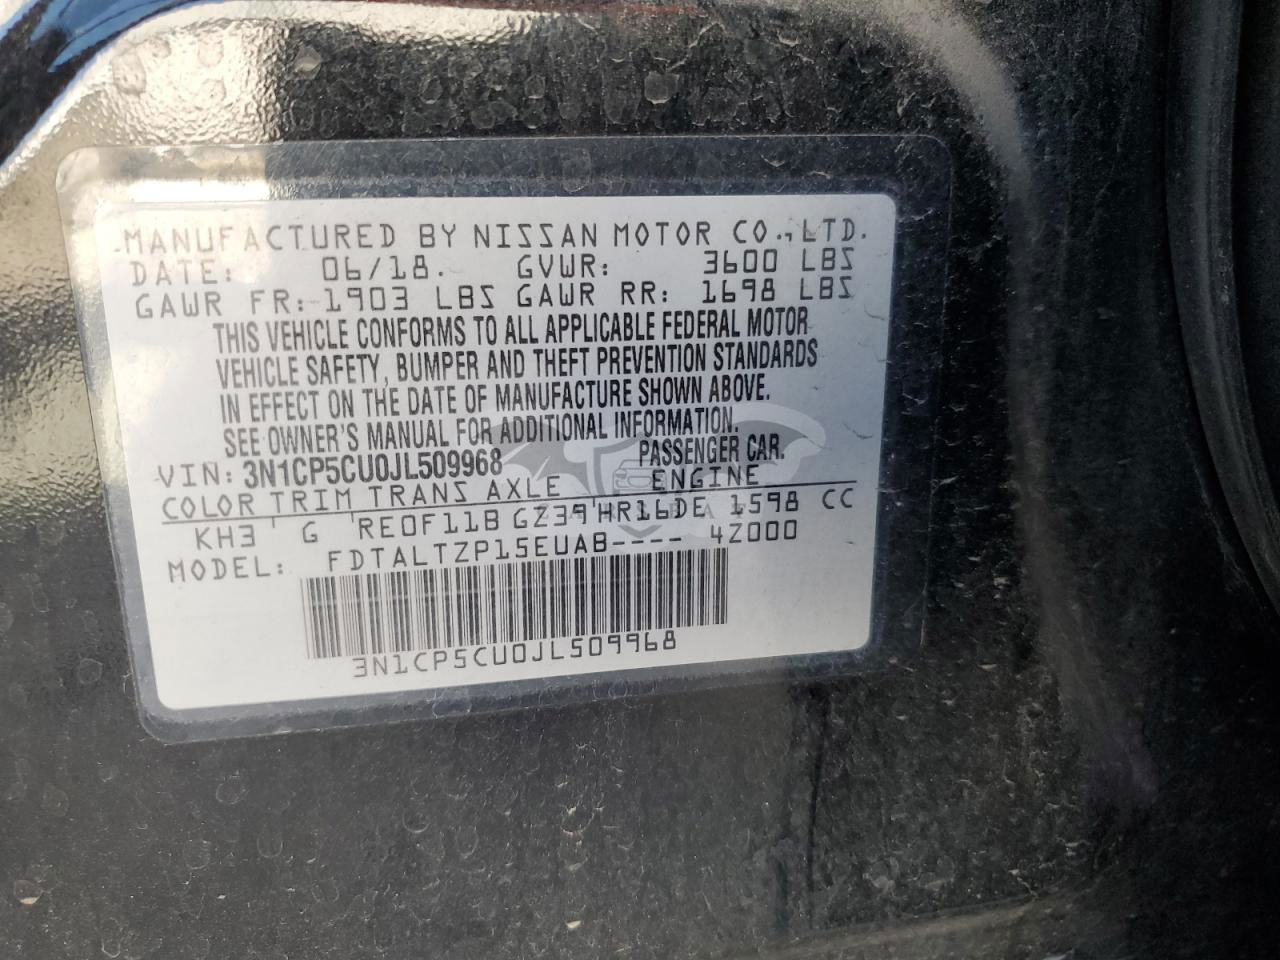 MANUFACTURED BY NISSAN MOTOR CO., LTD.
DATE: 06/18. GVWR: 3600 LBS
GAWR FR: 1903 LBS GAWR RR: 1698 LBS
THIS VEHICLE CONFORMS TO ALL APPLICABLE FEDERAL MOTOR
VEHICLE SAFETY, BUMPER AND THEFT PREVENTION STANDARDS
IN EFFECT ON THE DATE OF MANUFACTURE SHOWN ABOVE.
SEE OWNER'S MANUAL FOR ADDITIONAL INFORMATION.
VIN: 3N1CP5CU0JL509968 PASSENGER CAR.
COLOR TRIM TRANS AXLE ENGINE
KH3 G RE0F11B GZ39 HR16DE 1598 CC
MODEL: FDTALTZP15EUAB---- 4Z000
3N1CP5CU0JL509968